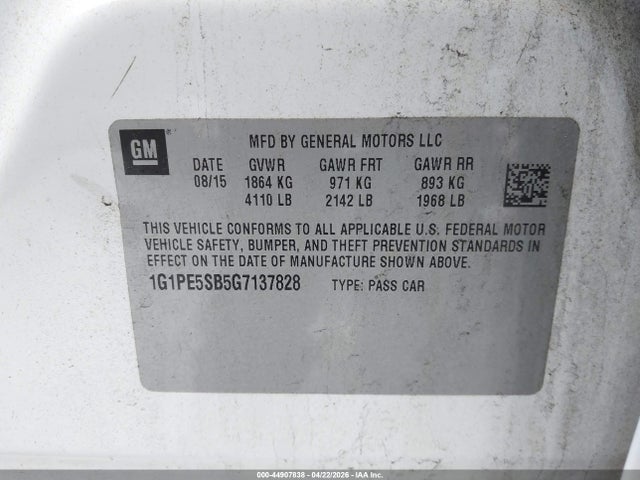 GM
MFD BY GENERAL MOTORS LLC
DATE GVWR GAWR FRT GAWR RR
08/15 1864 KG 971 KG 893 KG
4110 LB 2142 LB 1968 LB
THIS VEHICLE CONFORMS TO ALL APPLICABLE U.S. FEDERAL MOTOR
VEHICLE SAFETY, BUMPER, AND THEFT PREVENTION STANDARDS IN
EFFECT ON THE DATE OF MANUFACTURE SHOWN ABOVE.
1G1PE5SB5G7137828 TYPE: PASS CAR
000-44907838 - 04/22/2026 - IAAI.COM